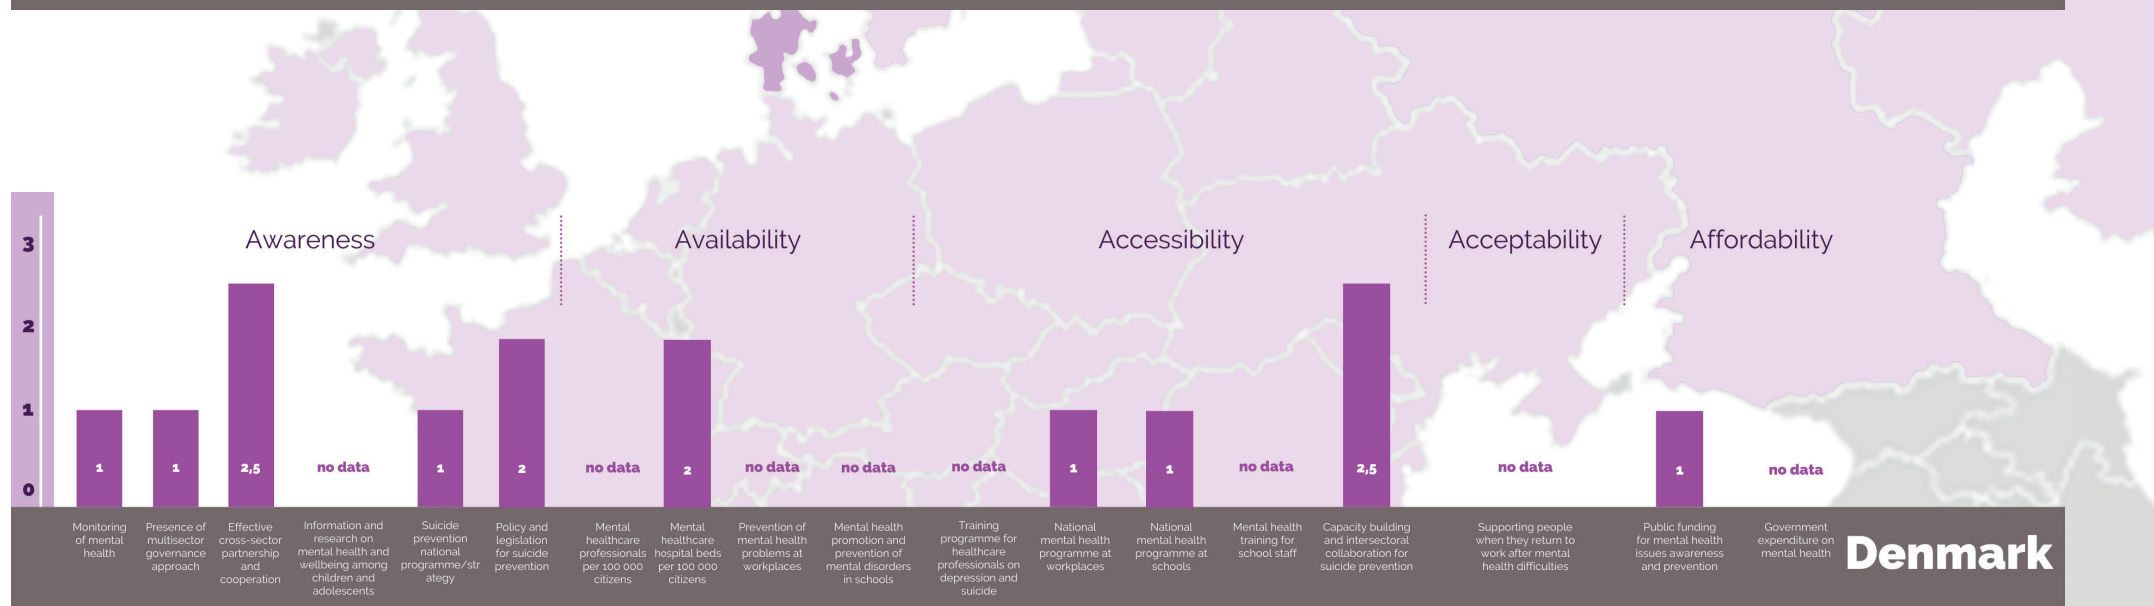 Awareness
Availability
Accessibility
Acceptability
Affordability
3
2
1
0
1
1
2,5
no data
1
2
no data
2
no data
no data
no data
1
1
no data
2,5
no data
1
no data
Monitoring
of mental
health
Presence of
multisector
governance
approach
Effective
cross-sector
partnership
and
cooperation
Information and
research on
mental health and
wellbeing among
children and
adolescents
Suicide
prevention
national
programme/str
ategy
Policy and
legislation
for suicide
prevention
Mental
healthcare
professionals
per 100 000
citizens
Mental
healthcare
hospital beds
per 100 000
citizens
Prevention of
mental health
problems at
workplaces
Mental health
promotion and
prevention of
mental disorders
in schools
Training
programme for
healthcare
professionals on
depression and
suicide
National
mental health
programme at
workplaces
National
mental health
programme at
schools
Mental health
training for
school staff
Capacity building
and intersectoral
collaboration for
suicide prevention
Supporting people
when they return to
work after mental
health difficulties
Public funding
for mental health
issues awareness
and prevention
Government
expenditure on
mental health
Denmark